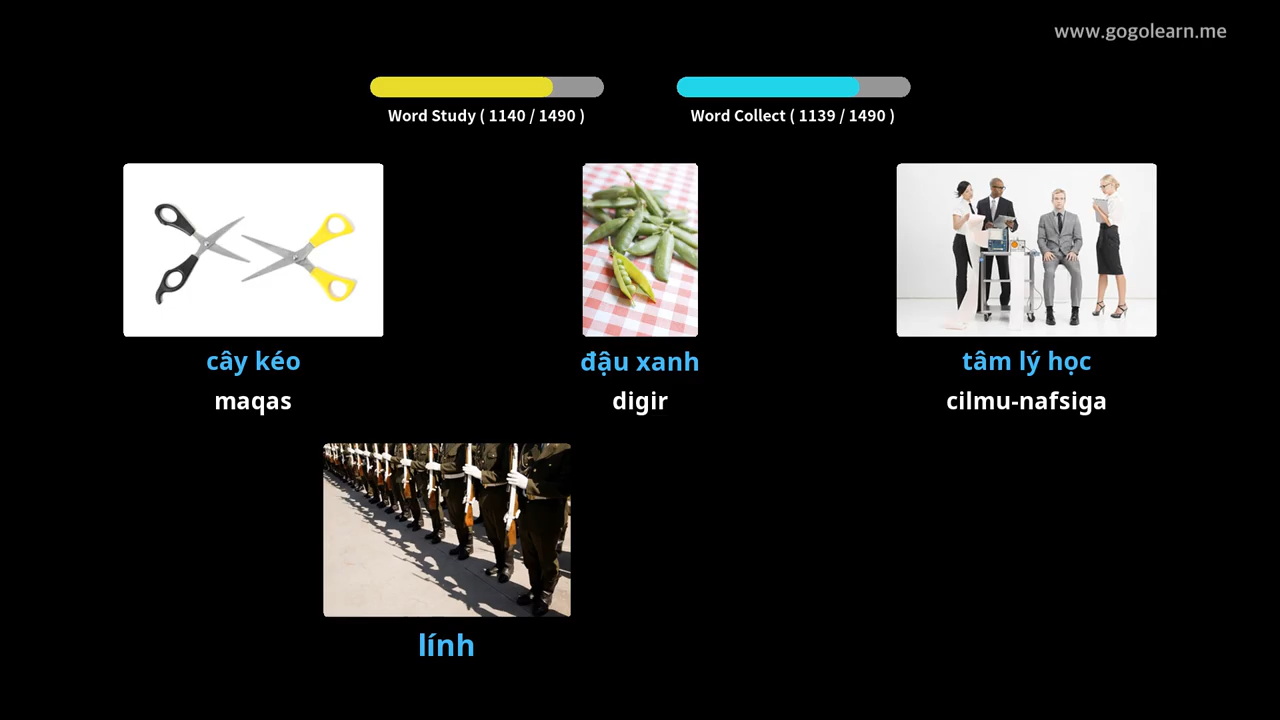 www.gogolearn.me
Word Study ( 1140 / 1490 )
Word Collect ( 1139 / 1490 )
cây kéo
maqas
đậu xanh
digir
tâm lý học
cilmu-nafsiga
lính